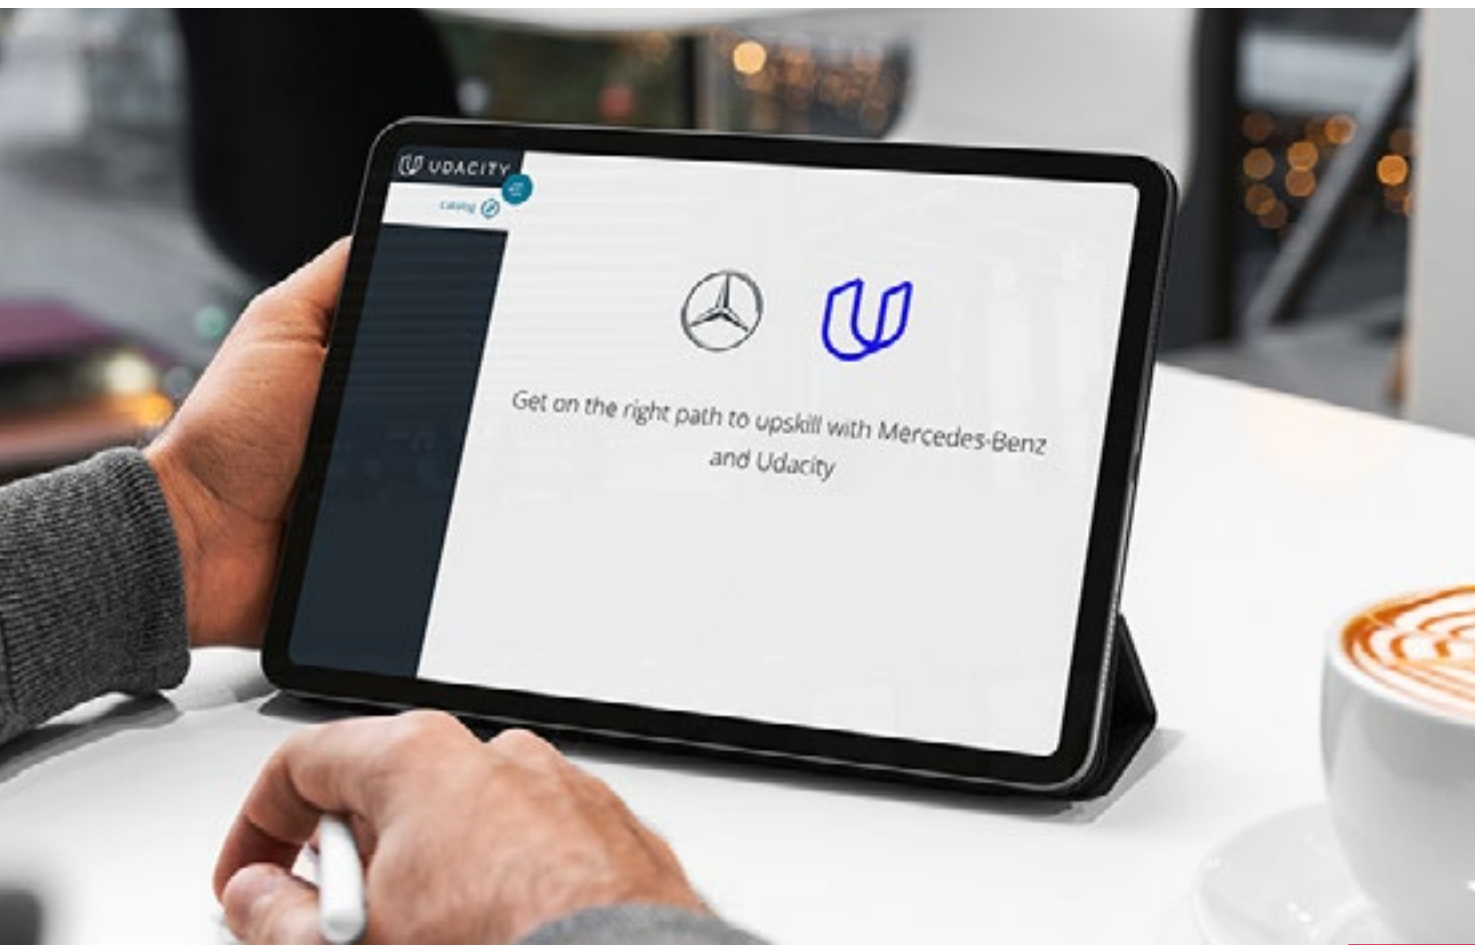 UDACITY
Catalog
Get on the right path to upskill with Mercedes-Benz
and Udacity